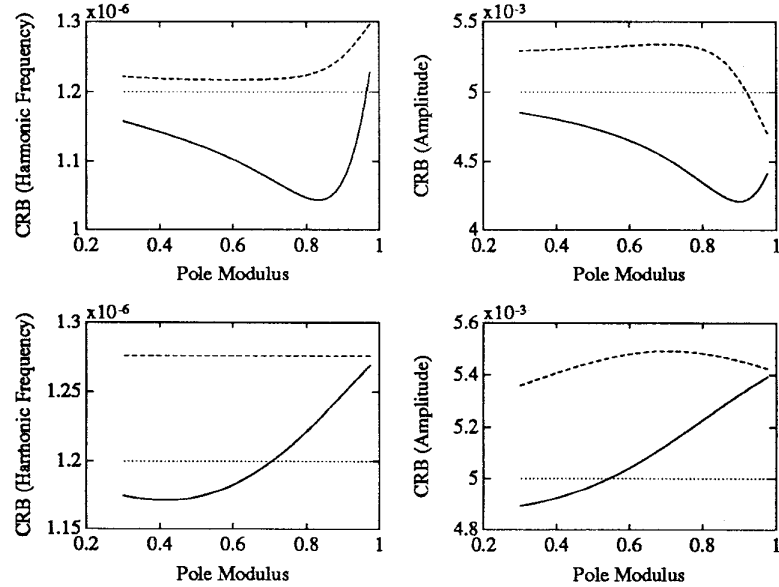 x10-6
CRB (Harmonic Frequency)
1.3
1.2
1.1
1
0.2 0.4 0.6 0.8 1
Pole Modulus
x10-3
CRB (Amplitude)
5.5
5
4.5
4
0.2 0.4 0.6 0.8 1
Pole Modulus
x10-6
CRB (Harmonic Frequency)
1.3
1.25
1.2
1.15
0.2 0.4 0.6 0.8 1
Pole Modulus
x10-3
CRB (Amplitude)
5.6
5.4
5.2
5
4.8
0.2 0.4 0.6 0.8 1
Pole Modulus